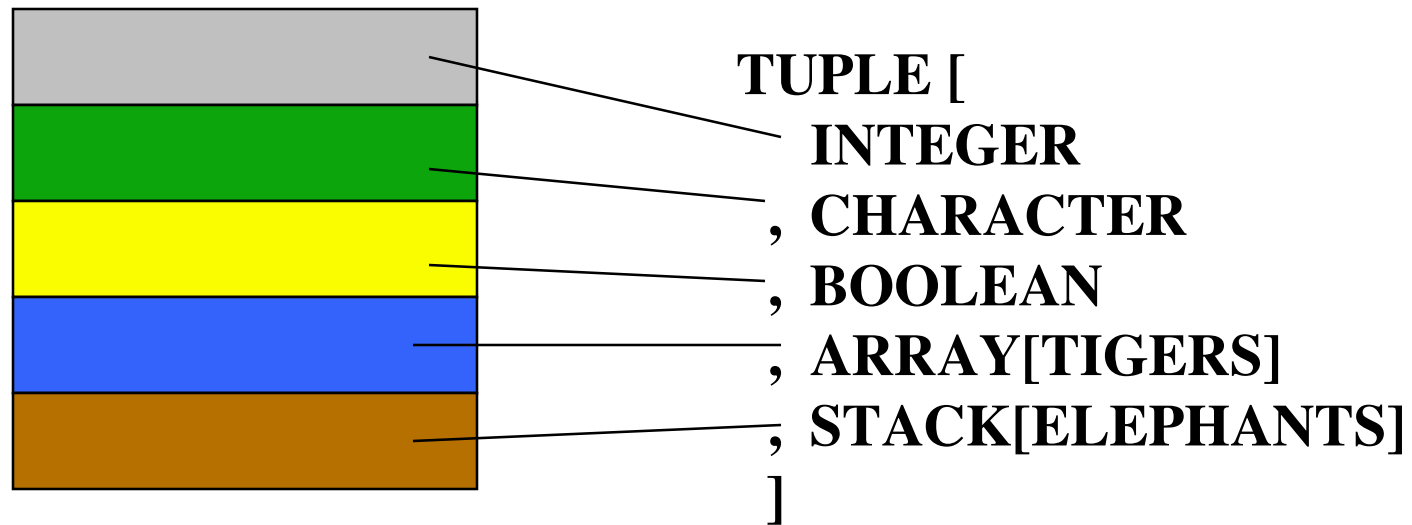 TUPLE [
INTEGER
, CHARACTER
, BOOLEAN
, ARRAY[TIGERS]
, STACK[ELEPHANTS]
]